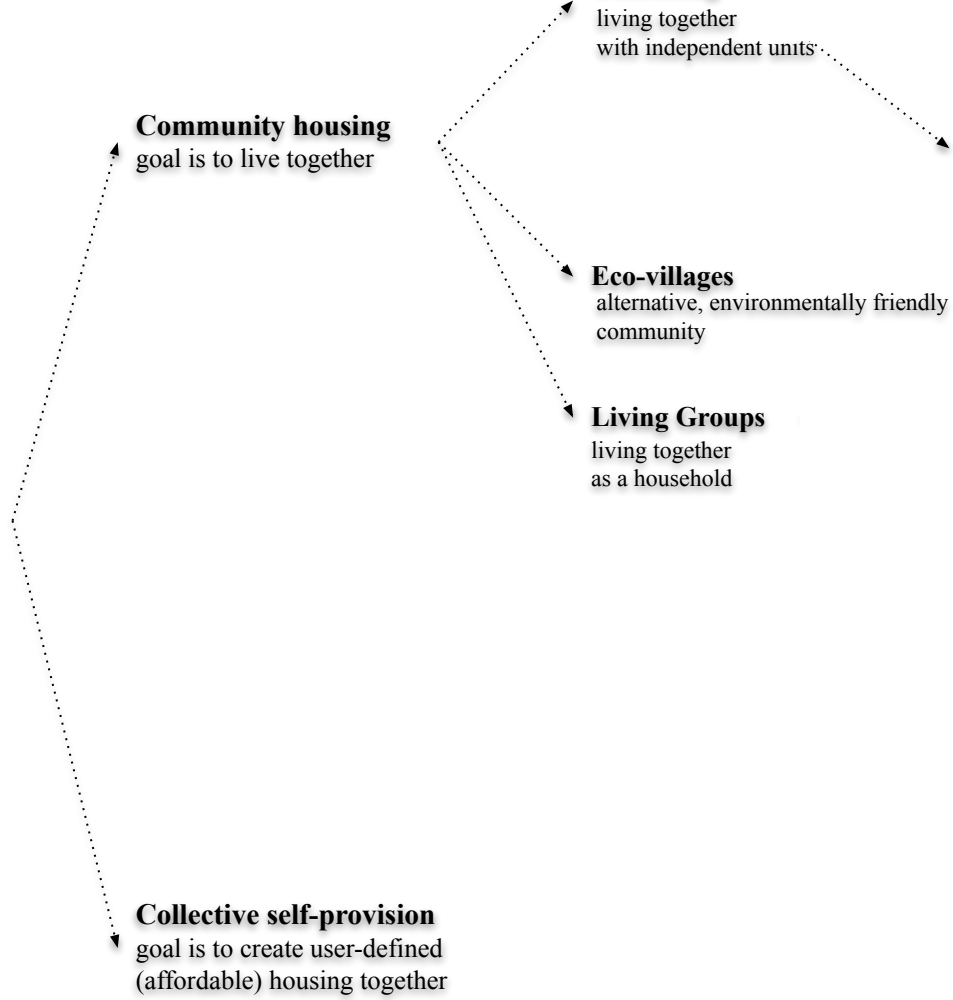 living together
with independent units
Community housing
goal is to live together
Eco-villages
alternative, environmentally friendly
community
Living Groups
living together
as a household
Collective self-provision
goal is to create user-defined
(affordable) housing together